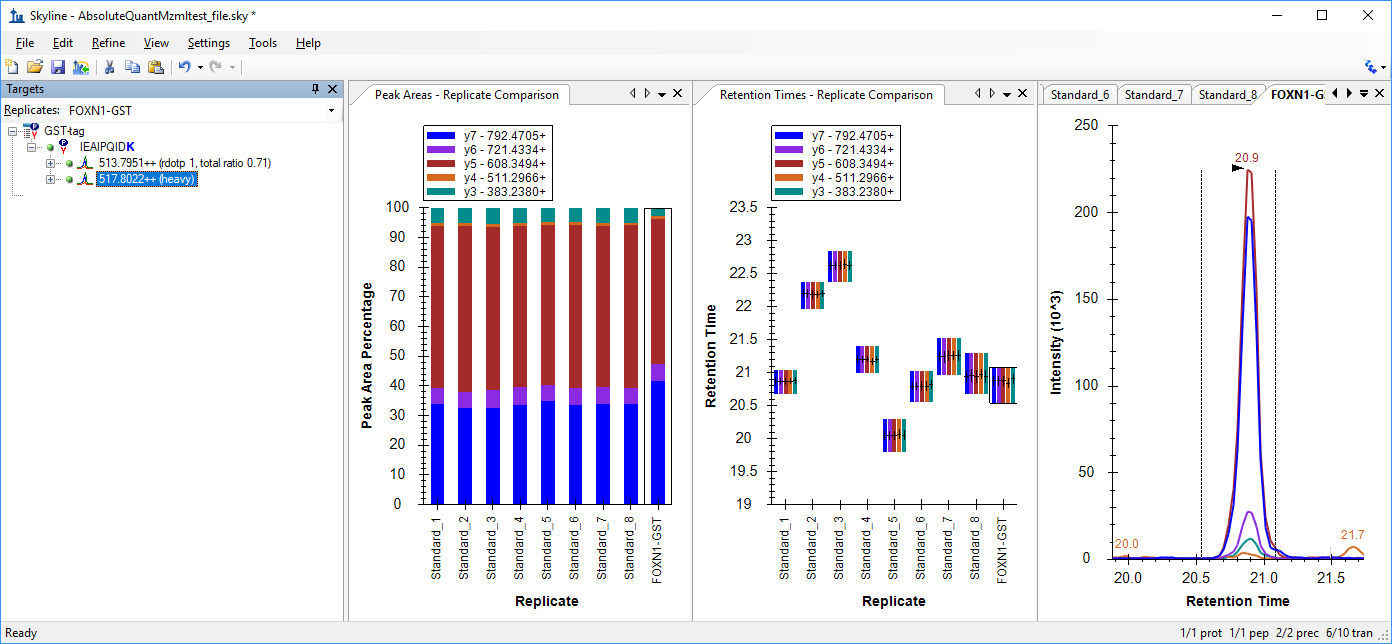 Skyline - AbsoluteQuantMzmltest_file.sky *
File Edit Refine View Settings Tools Help
Targets
Replicates: FOXN1-GST
GST-tag
IEAIPQIDK
513.7951++ (rdotp 1, total ratio 0.71)
517.8022++ (heavy)
Peak Areas - Replicate Comparison
y7 - 792.4705+
y6 - 721.4334+
y5 - 608.3494+
y4 - 511.2966+
y3 - 383.2380+
Peak Area Percentage
100
90
80
70
60
50
40
30
20
10
0
Standard_1
Standard_2
Standard_3
Standard_4
Standard_5
Standard_6
Standard_7
Standard_8
FOXN1-GST
Replicate
Retention Times - Replicate Comparison
y7 - 792.4705+
y6 - 721.4334+
y5 - 608.3494+
y4 - 511.2966+
y3 - 383.2380+
Retention Time
23.5
23
22.5
22
21.5
21
20.5
20
19.5
19
Standard_1
Standard_2
Standard_3
Standard_4
Standard_5
Standard_6
Standard_7
Standard_8
FOXN1-GST
Replicate
Standard_6 Standard_7 Standard_8 FOXN1-G
Intensity (10^3)
250
200
150
100
50
0
20.9
20.0
21.7
20.0 20.5 21.0 21.5
Retention Time
Ready
1/1 prot 1/1 pep 2/2 prec 6/10 tran